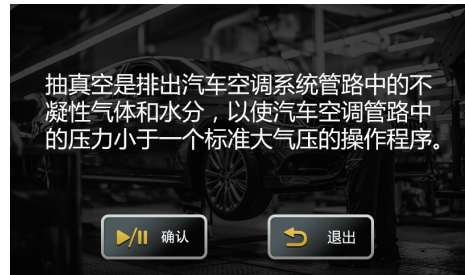 抽真空是排出汽车空调系统管路中的不
凝性气体和水分，以使汽车空调管路中
的压力小于一个标准大气压的操作程序。
确认
退出